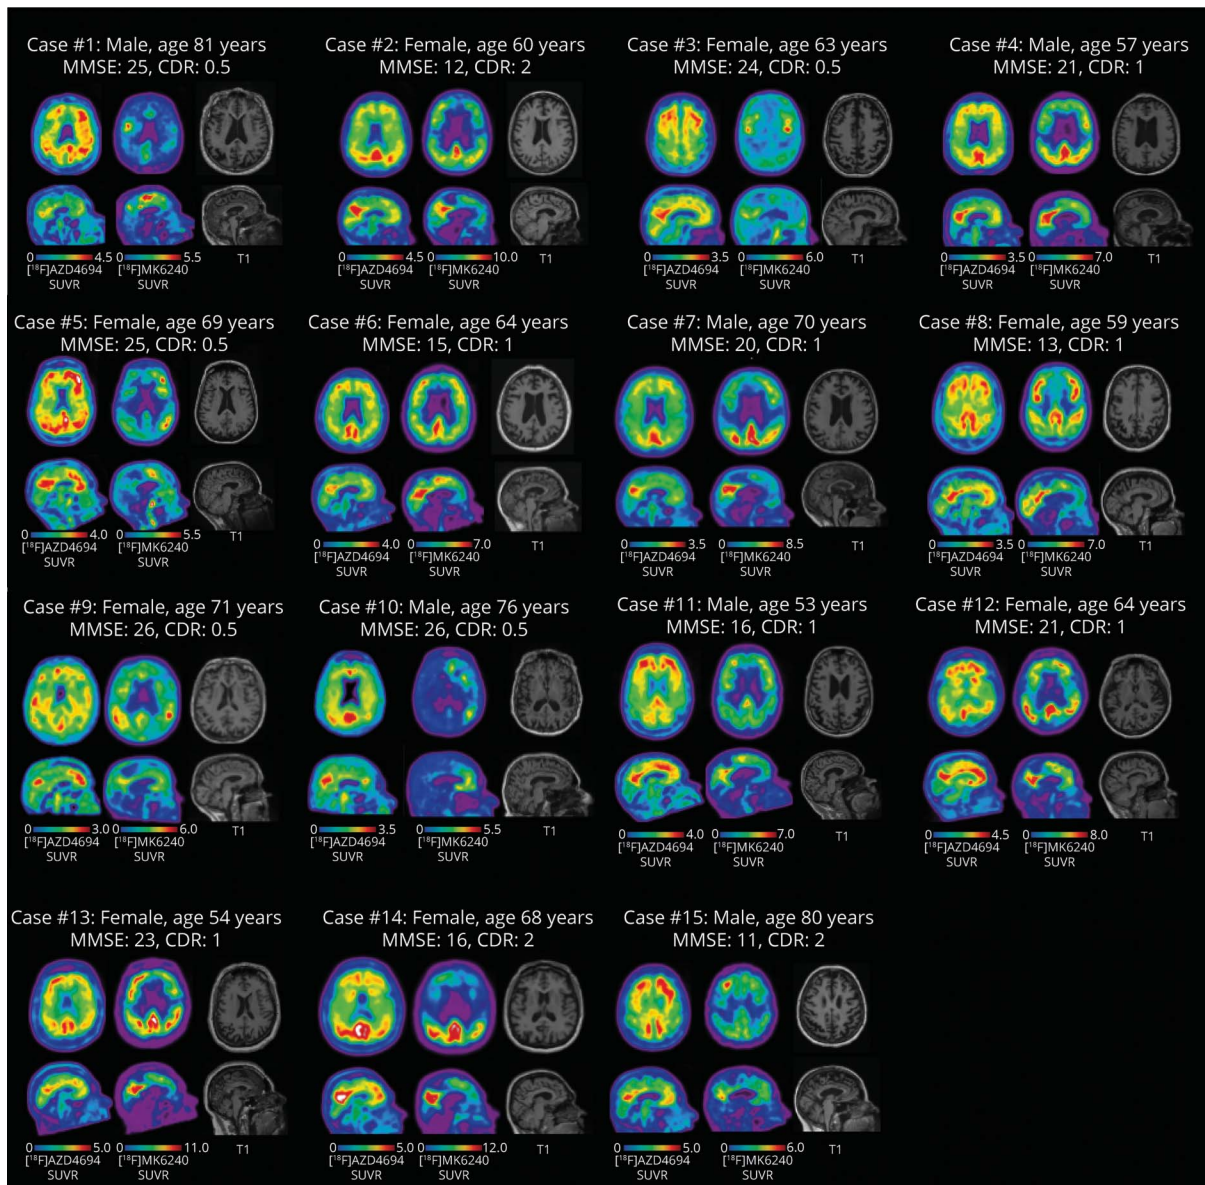 Case #1: Male, age 81 years
MMSE: 25, CDR: 0.5
0 4.5 0 5.5
[¹⁸F]AZD4694 [¹⁸F]MK6240 T1
SUVR SUVR
Case #2: Female, age 60 years
MMSE: 12, CDR: 2
0 4.5 0 10.0
[¹⁸F]AZD4694 [¹⁸F]MK6240 T1
SUVR SUVR
Case #3: Female, age 63 years
MMSE: 24, CDR: 0.5
0 3.5 0 6.0
[¹⁸F]AZD4694 [¹⁸F]MK6240 T1
SUVR SUVR
Case #4: Male, age 57 years
MMSE: 21, CDR: 1
0 3.5 0 7.0
[¹⁸F]AZD4694 [¹⁸F]MK6240 T1
SUVR SUVR
Case #5: Female, age 69 years
MMSE: 25, CDR: 0.5
0 4.0 0 5.5
[¹⁸F]AZD4694 [¹⁸F]MK6240 T1
SUVR SUVR
Case #6: Female, age 64 years
MMSE: 15, CDR: 1
0 4.0 0 7.0
[¹⁸F]AZD4694 [¹⁸F]MK6240 T1
SUVR SUVR
Case #7: Male, age 70 years
MMSE: 20, CDR: 1
0 3.5 0 8.5
[¹⁸F]AZD4694 [¹⁸F]MK6240 T1
SUVR SUVR
Case #8: Female, age 59 years
MMSE: 13, CDR: 1
0 3.5 0 7.0
[¹⁸F]AZD4694 [¹⁸F]MK6240 T1
SUVR SUVR
Case #9: Female, age 71 years
MMSE: 26, CDR: 0.5
0 3.0 0 6.0
[¹⁸F]AZD4694 [¹⁸F]MK6240 T1
SUVR SUVR
Case #10: Male, age 76 years
MMSE: 26, CDR: 0.5
0 3.5 0 5.5
[¹⁸F]AZD4694 [¹⁸F]MK6240 T1
SUVR SUVR
Case #11: Male, age 53 years
MMSE: 16, CDR: 1
0 4.0 0 7.0
[¹⁸F]AZD4694 [¹⁸F]MK6240 T1
SUVR SUVR
Case #12: Female, age 64 years
MMSE: 21, CDR: 1
0 4.5 0 8.0
[¹⁸F]AZD4694 [¹⁸F]MK6240 T1
SUVR SUVR
Case #13: Female, age 54 years
MMSE: 23, CDR: 1
0 5.0 0 11.0
[¹⁸F]AZD4694 [¹⁸F]MK6240 T1
SUVR SUVR
Case #14: Female, age 68 years
MMSE: 16, CDR: 2
0 5.0 0 12.0
[¹⁸F]AZD4694 [¹⁸F]MK6240 T1
SUVR SUVR
Case #15: Male, age 80 years
MMSE: 11, CDR: 2
0 5.0 0 6.0
[¹⁸F]AZD4694 [¹⁸F]MK6240 T1
SUVR SUVR